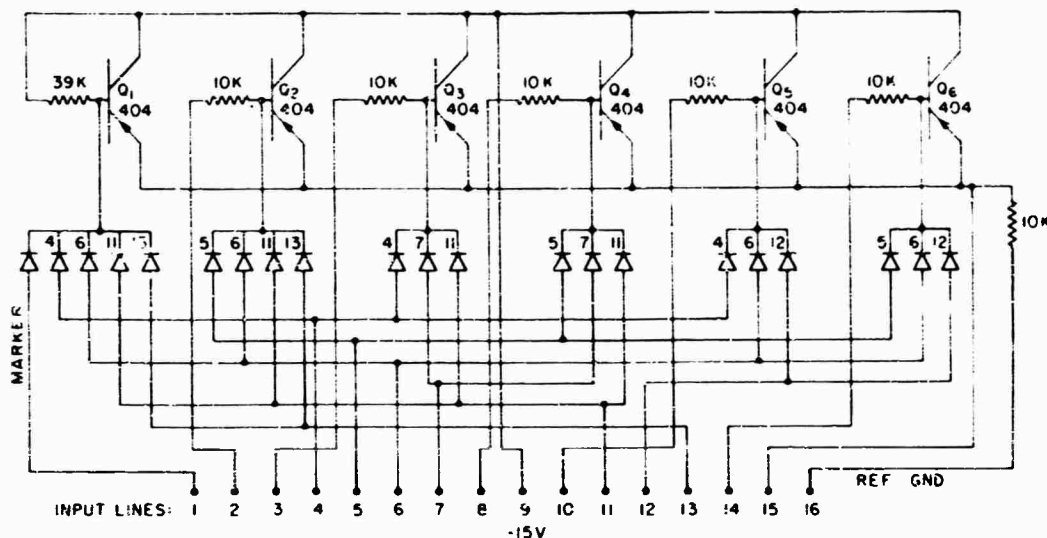 39K Q1 404
10K Q2 404
10K Q3 404
10K Q4 404
10K Q5 404
10K Q6 404
10K
4 6 11 13
5 6 11 13
4 7 11
5 7 11
4 6 12
5 6 12
MARKER
REF GND
INPUT LINES: 1 2 3 4 5 6 7 8 9 10 11 12 13 14 15 16
-15V